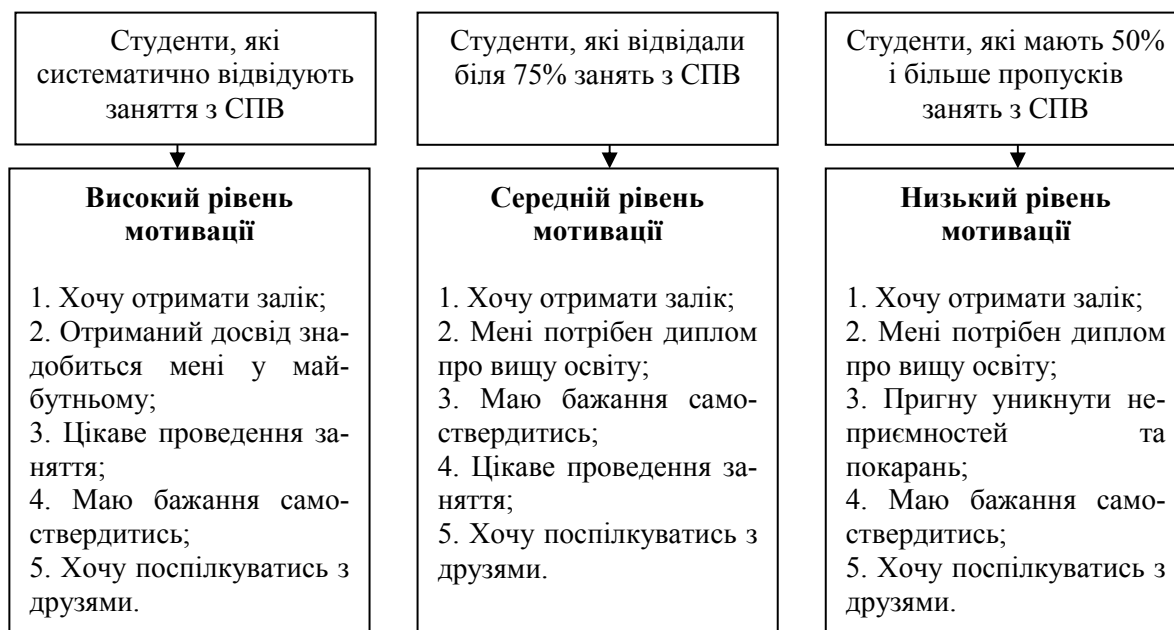 Студенти, які
систематично відвідують
заняття з СПВ
Високий рівень
мотивації
1. Хочу отримати залік;
2. Отриманий досвід зна-
добиться мені у май-
бутньому;
3. Цікаве проведення за-
няття;
4. Маю бажання само-
ствердитись;
5. Хочу поспілкуватись з
друзями.
Студенти, які відвідали
біля 75% занять з СПВ
Середній рівень
мотивації
1. Хочу отримати залік;
2. Мені потрібен диплом
про вищу освіту;
3. Маю бажання само-
ствердитись;
4. Цікаве проведення за-
няття;
5. Хочу поспілкуватись з
друзями.
Студенти, які мають 50%
і більше пропусків
занять з СПВ
Низький рівень
мотивації
1. Хочу отримати залік;
2. Мені потрібен диплом
про вищу освіту;
3. Пригну уникнути не-
приємностей та
покарань;
4. Маю бажання само-
ствердитись;
5. Хочу поспілкуватись з
друзями.